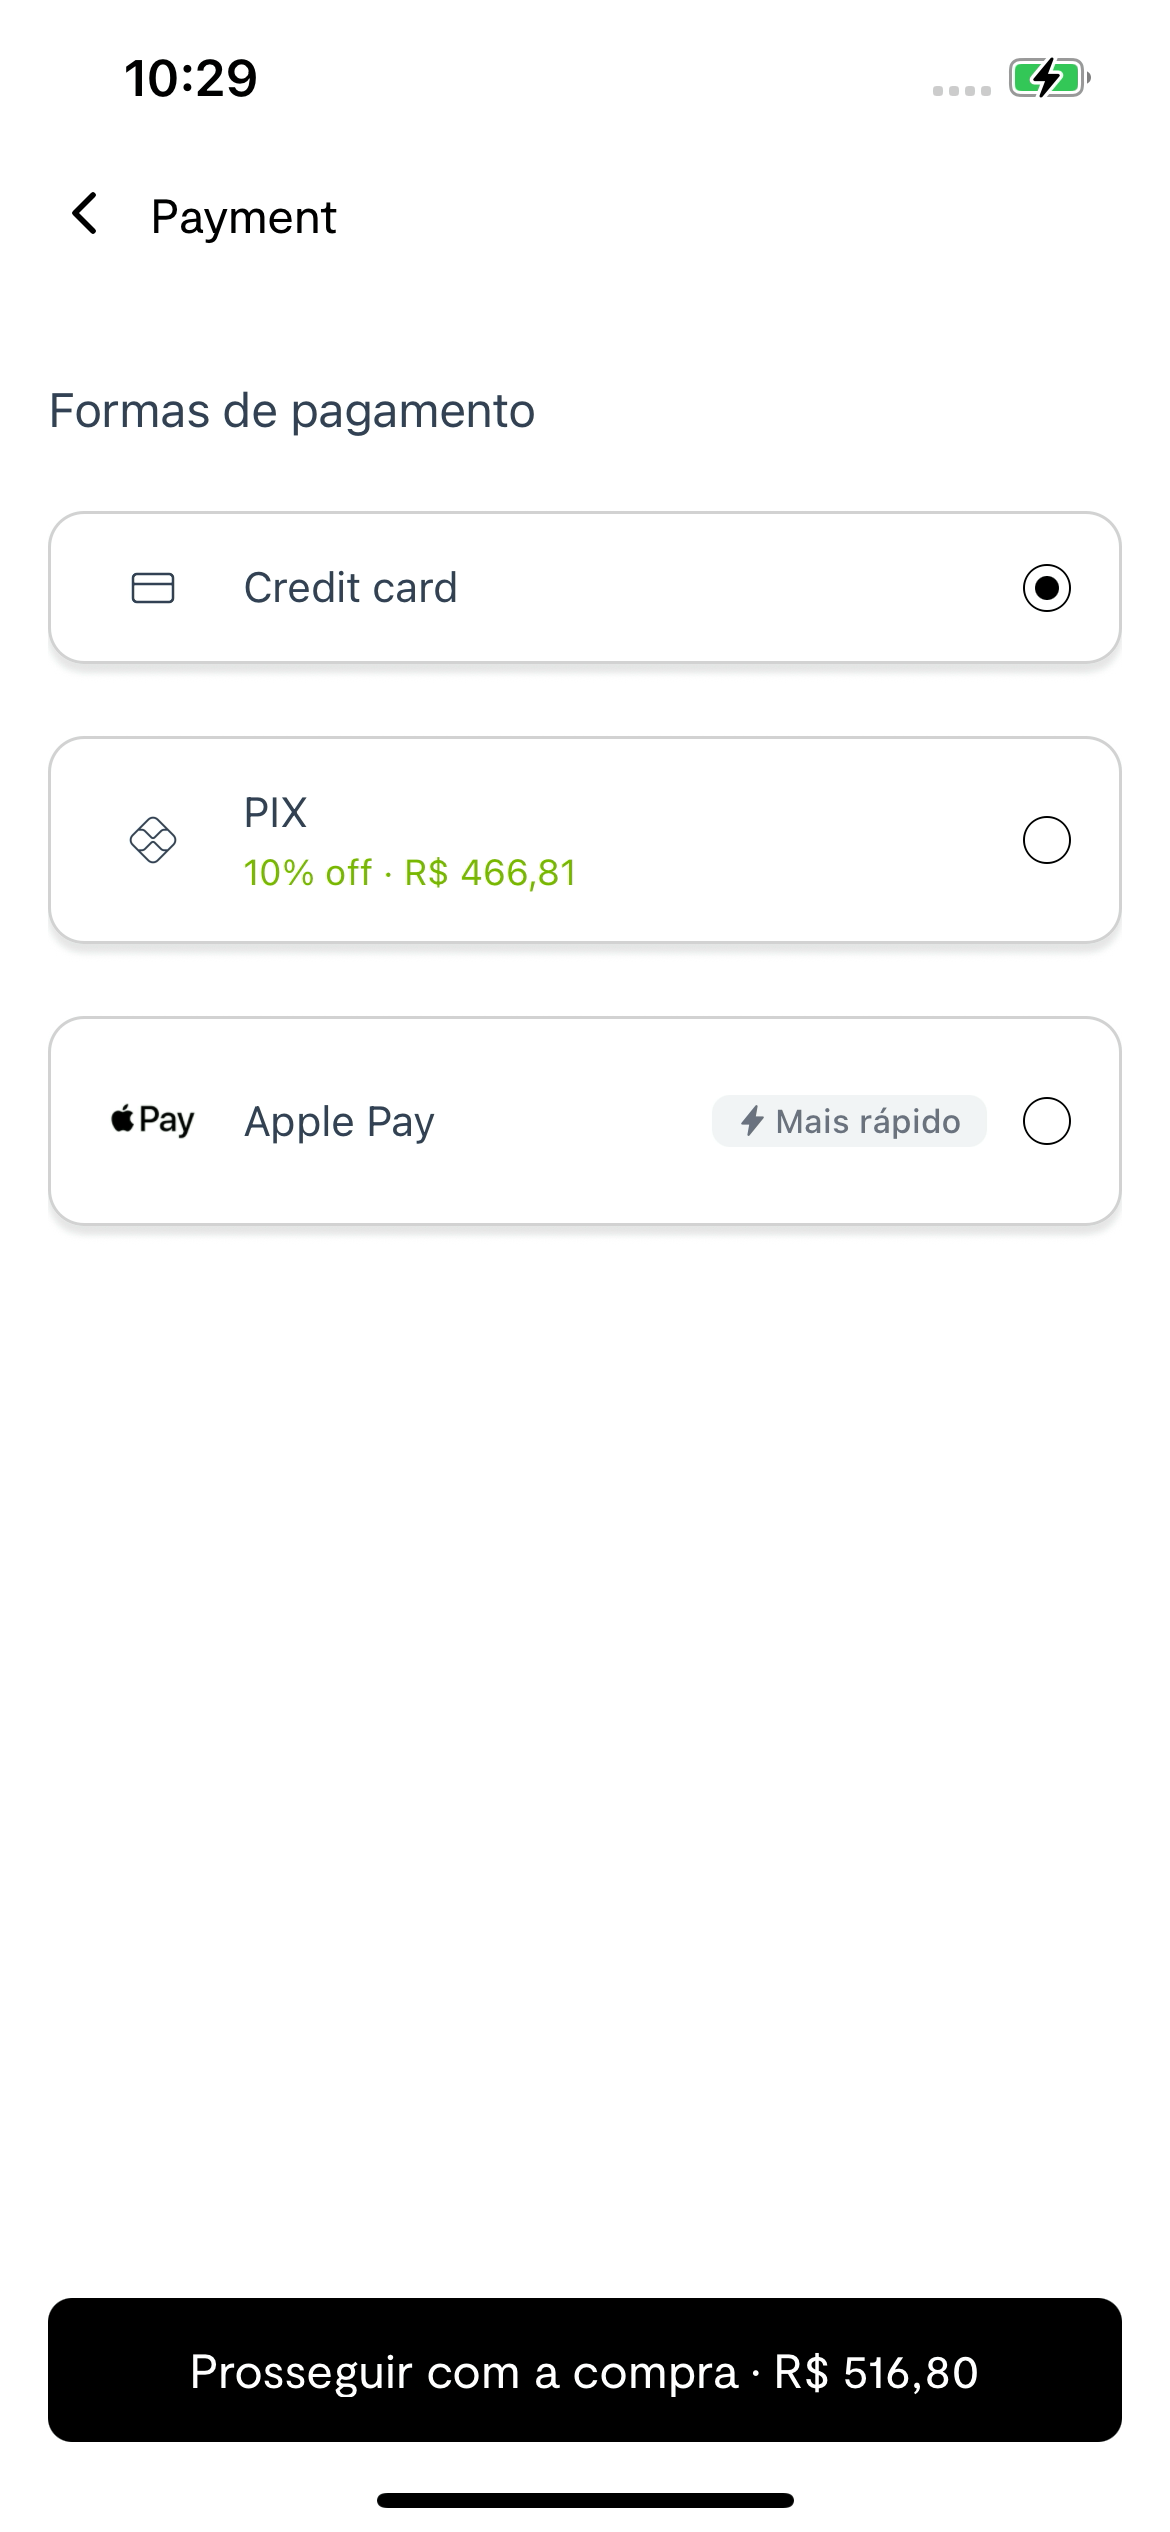 10:29
Payment
Formas de pagamento
Credit card
PIX
10% off · R$ 466,81
Pay Apple Pay Mais rápido
Prosseguir com a compra · R$ 516,80